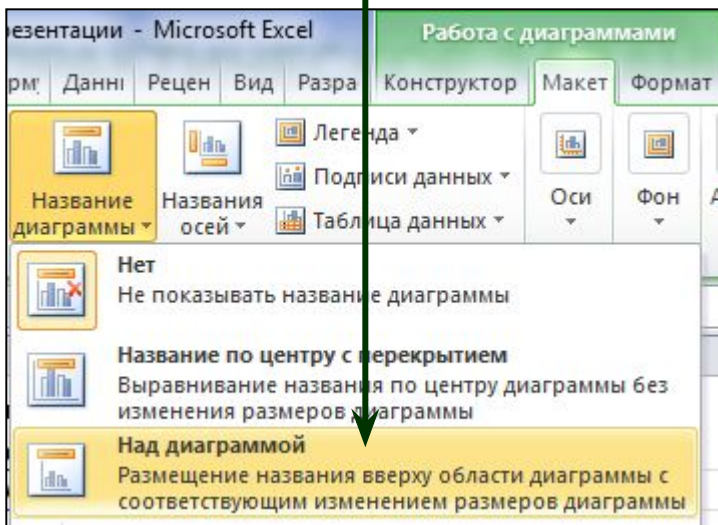 резентации - Microsoft Excel
Работа с диаграммами
рм Данні Рецен Вид Разра Конструктор Макет Формат
Легенда
Подписи данных
Таблица данных
Название диаграммы
Названия осей
Оси
Фон
Нет
Не показывать название диаграммы
Название по центру с перекрытием
Выравнивание названия по центру диаграммы без
изменения размеров диаграммы
Над диаграммой
Размещение названия вверху области диаграммы с
соответствующим изменением размеров диаграммы